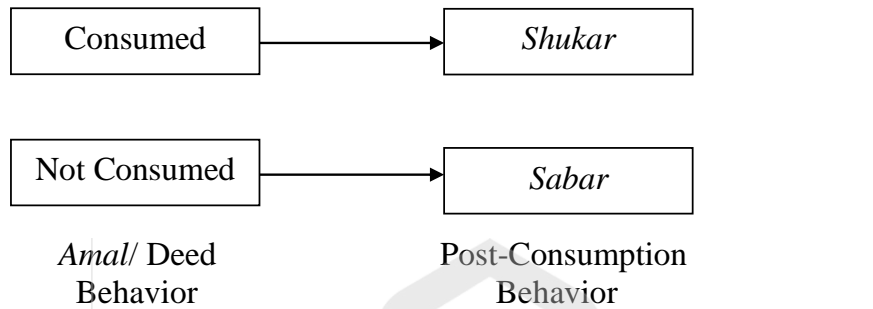 Consumed
Shukar
Not Consumed
Sabar
Amal/ Deed
Behavior
Post-Consumption
Behavior